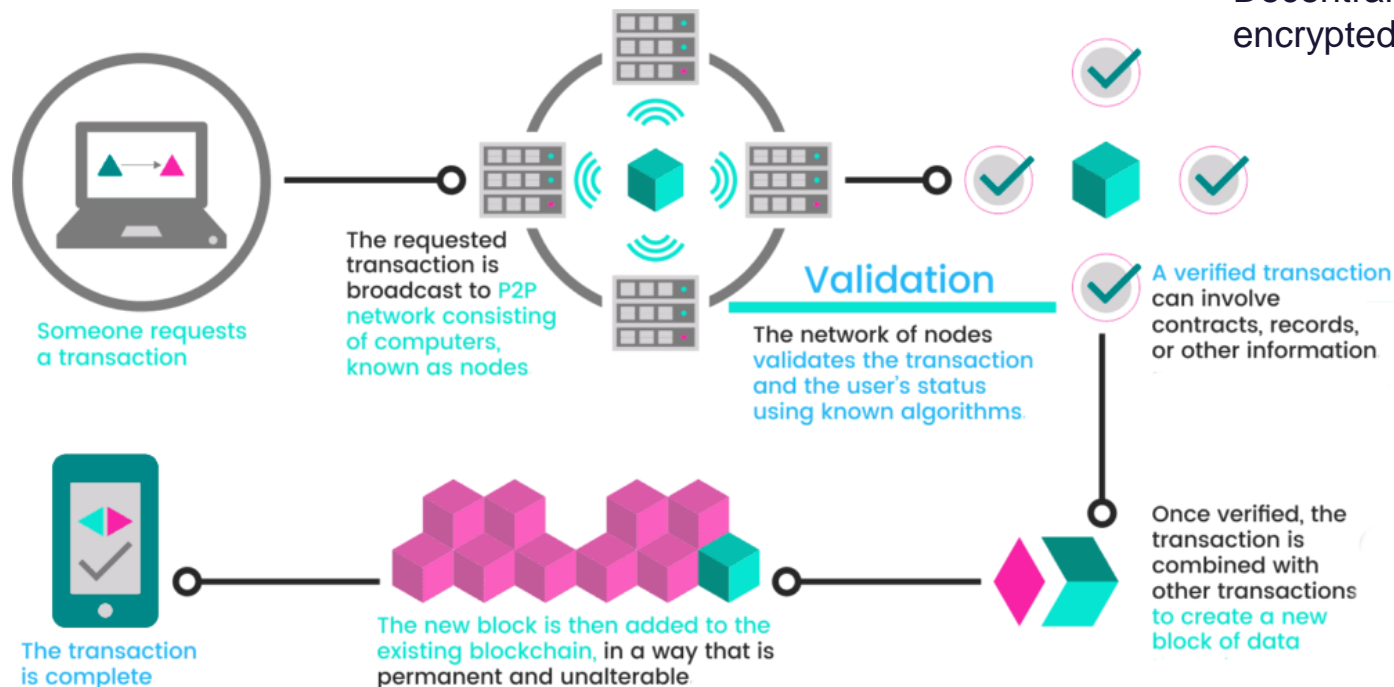 encrypted
Someone requests
a transaction
The requested
transaction is
broadcast to P2P
network consisting
of computers,
known as nodes
Validation
The network of nodes
validates the transaction
and the user's status
using known algorithms.
A verified transaction
can involve
contracts, records,
or other information
Once verified, the
transaction is
combined with
other transactions
to create a new
block of data
The new block is then added to the
existing blockchain, in a way that is
permanent and unalterable.
The transaction
is complete